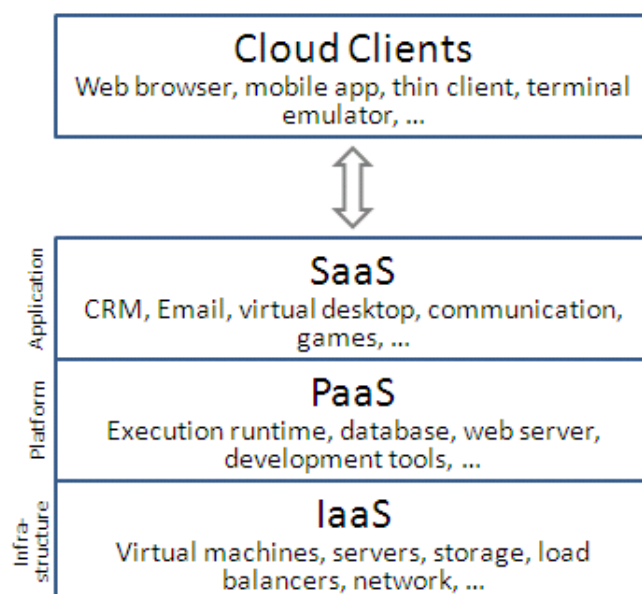 Cloud Clients
Web browser, mobile app, thin client, terminal
emulator, ...
Application
SaaS
CRM, Email, virtual desktop, communication,
games, ...
Platform
PaaS
Execution runtime, database, web server,
development tools, ...
Infra-
structure
IaaS
Virtual machines, servers, storage, load
balancers, network, ...